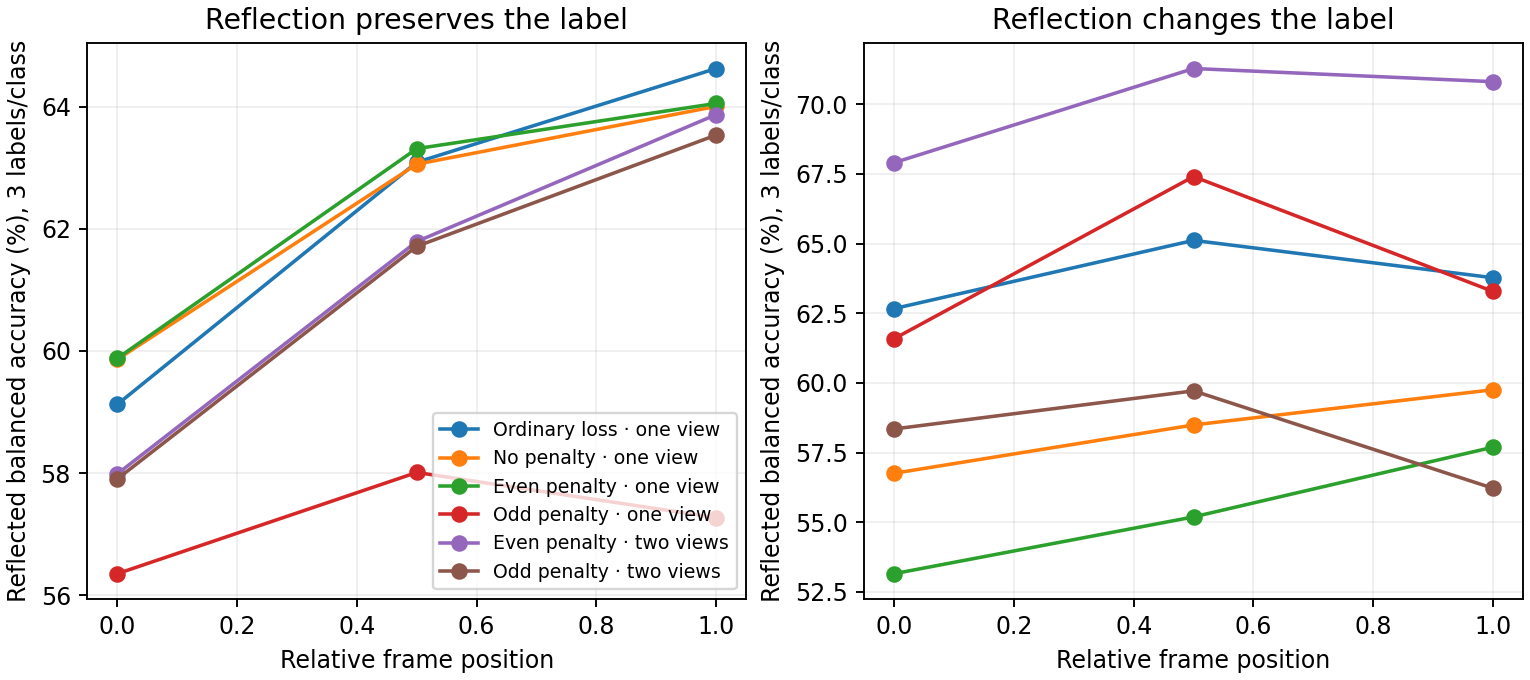 Reflection preserves the label
Reflected balanced accuracy (%), 3 labels/class
64
62
60
58
56
Ordinary loss · one view
No penalty · one view
Even penalty · one view
Odd penalty · one view
Even penalty · two views
Odd penalty · two views
0.0 0.2 0.4 0.6 0.8 1.0
Relative frame position
Reflection changes the label
Reflected balanced accuracy (%), 3 labels/class
70.0
67.5
65.0
62.5
60.0
57.5
55.0
52.5
0.0 0.2 0.4 0.6 0.8 1.0
Relative frame position